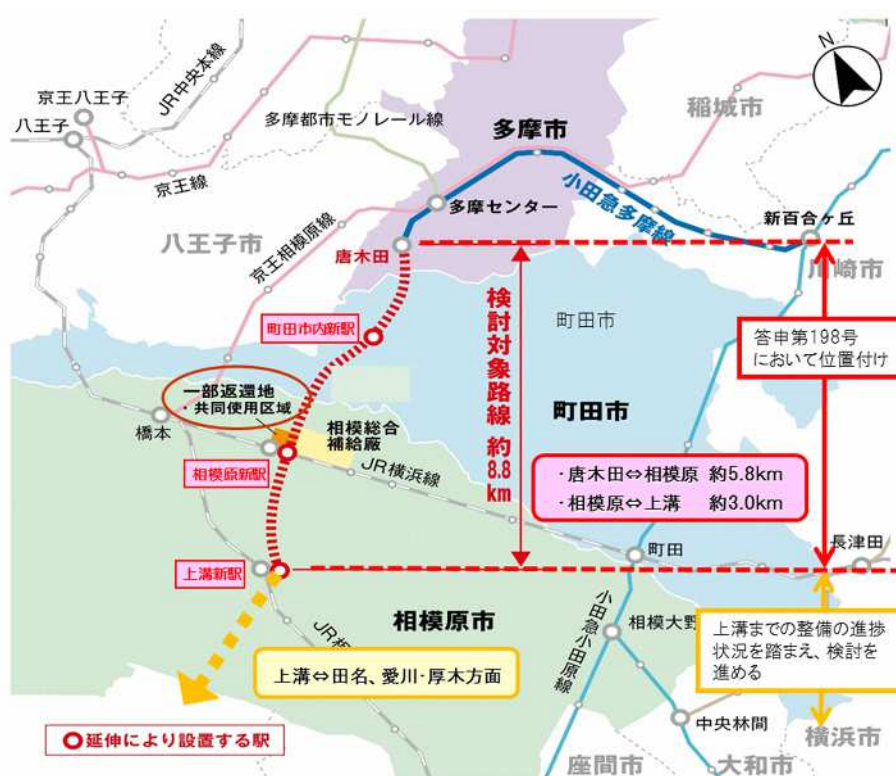 N
京王八王子
八王子
JR中央本線
多摩都市モノレール線
多摩市
稲城市
京王線
多摩センター
小田急多摩線
新百合ヶ丘
八王子市
京王相模原線
唐木田
川崎市
町田市内新駅
検討対象路線 約8.8km
町田市
答申第198号
において位置付け
一部返還地
・共同使用区域
橋本
相模総合
補給廠
町田市
相模原新駅
JR横浜線
・唐木田⇔相模原 約5.8km
・相模原⇔上溝 約3.0km
上溝新駅
町田
長津田
相模原市
小田急小田原線
相模大野
上溝までの整備の進捗
状況を踏まえ、検討を
進める
JR相
上溝⇔田名、愛川・厚木方面
中央林間
横浜市
延伸により設置する駅
座間市
大和市